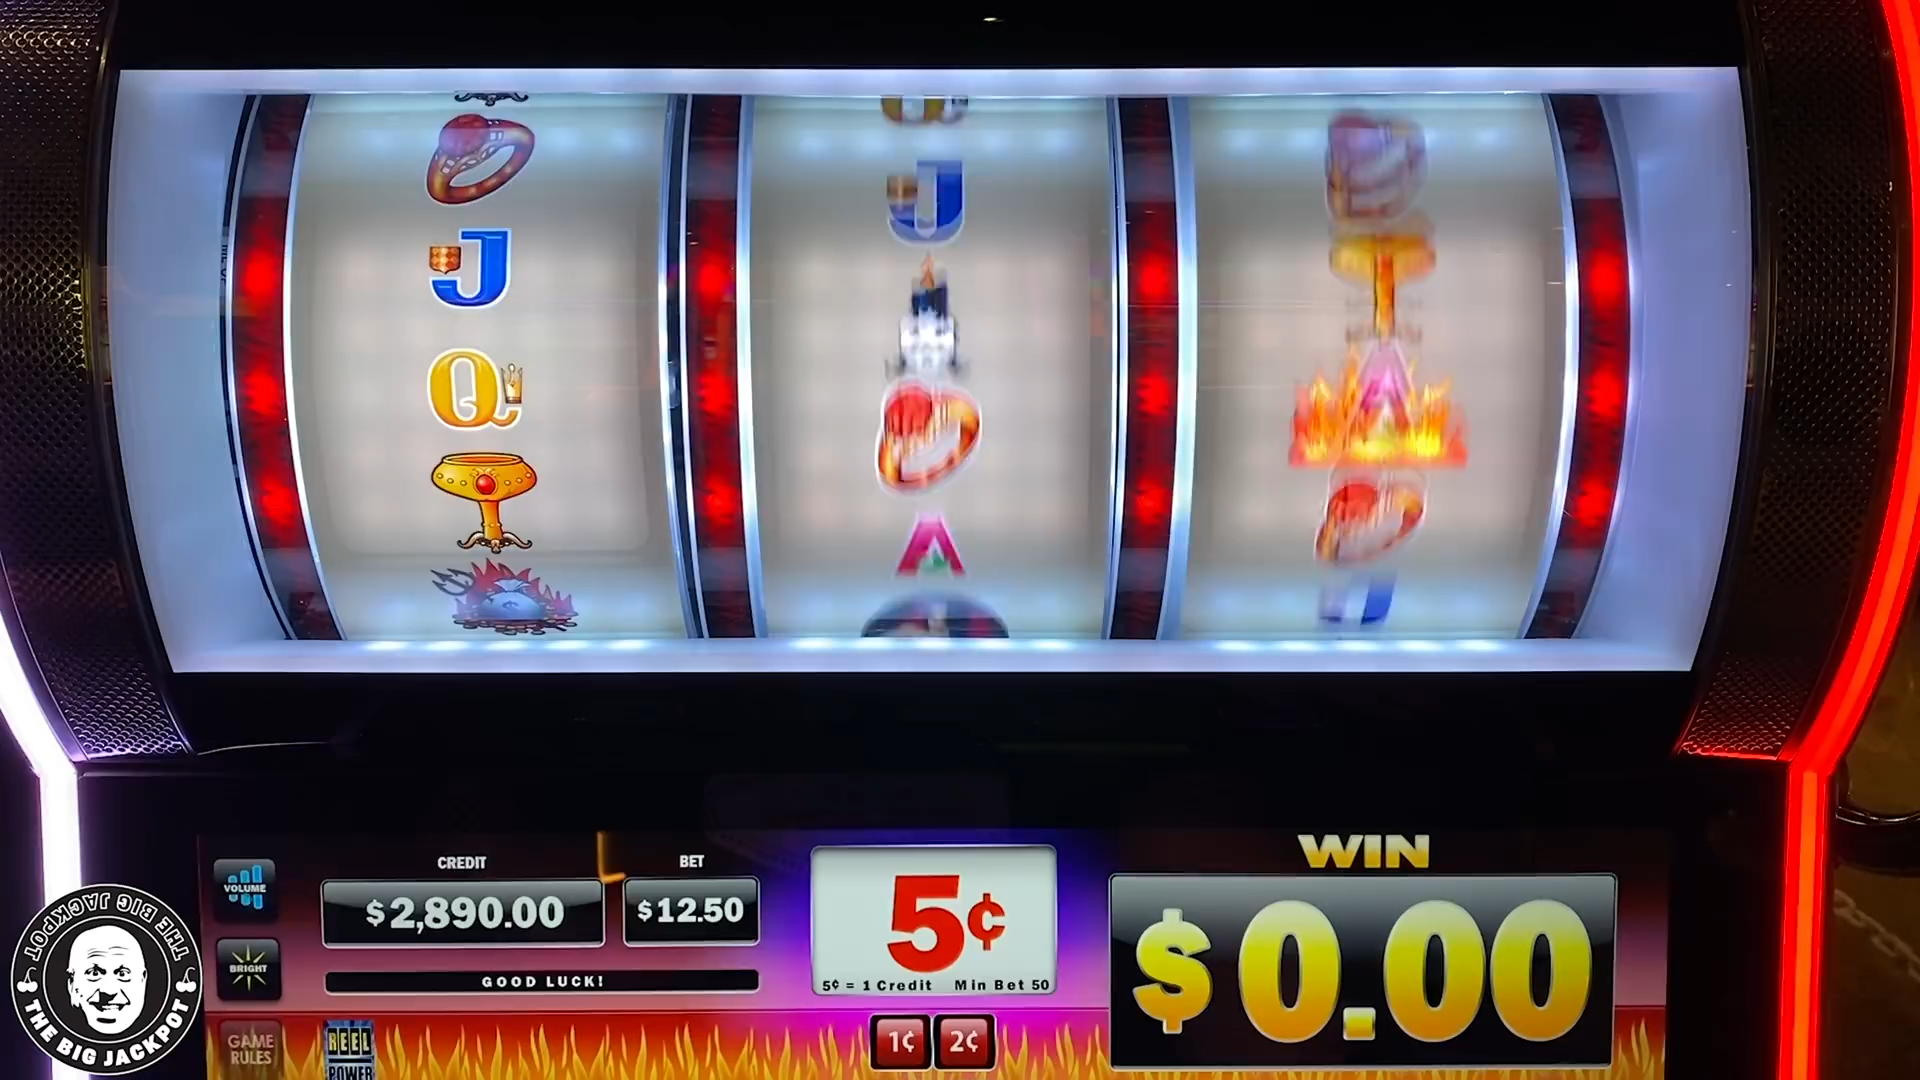 J
J
Q
A
A
CREDIT
BET
WIN
VOLUME
$2,890.00
$12.50
5¢
$0.00
BRIGHT
GOOD LUCK!
5¢ = 1 Credit Min Bet 50
GAME
RULES
REEL
POWER
1¢
2¢
THE BIG JACKPOT
THE BIG JACKPOT